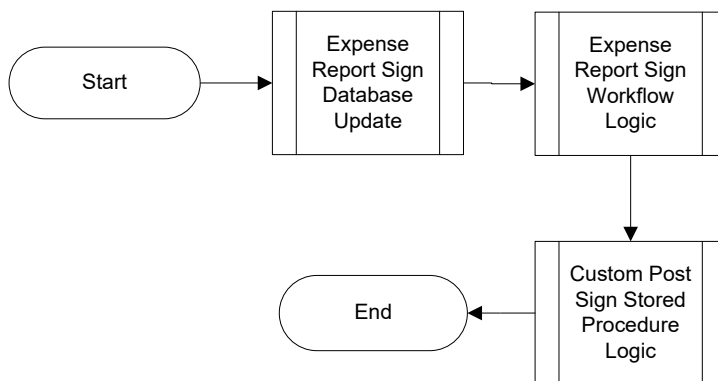 Start
Expense
Report Sign
Database
Update
Expense
Report Sign
Workflow
Logic
Custom Post
Sign Stored
Procedure
Logic
End